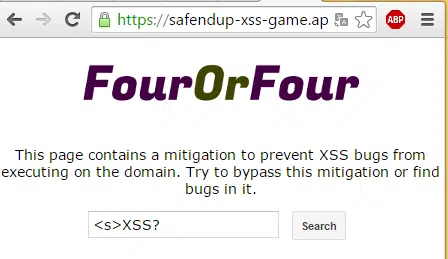 https://safendup-xss-game.ap
ABP
FourOrFour
This page contains a mitigation to prevent XSS bugs from
executing on the domain. Try to bypass this mitigation or find
bugs in it.
<s>XSS?
Search